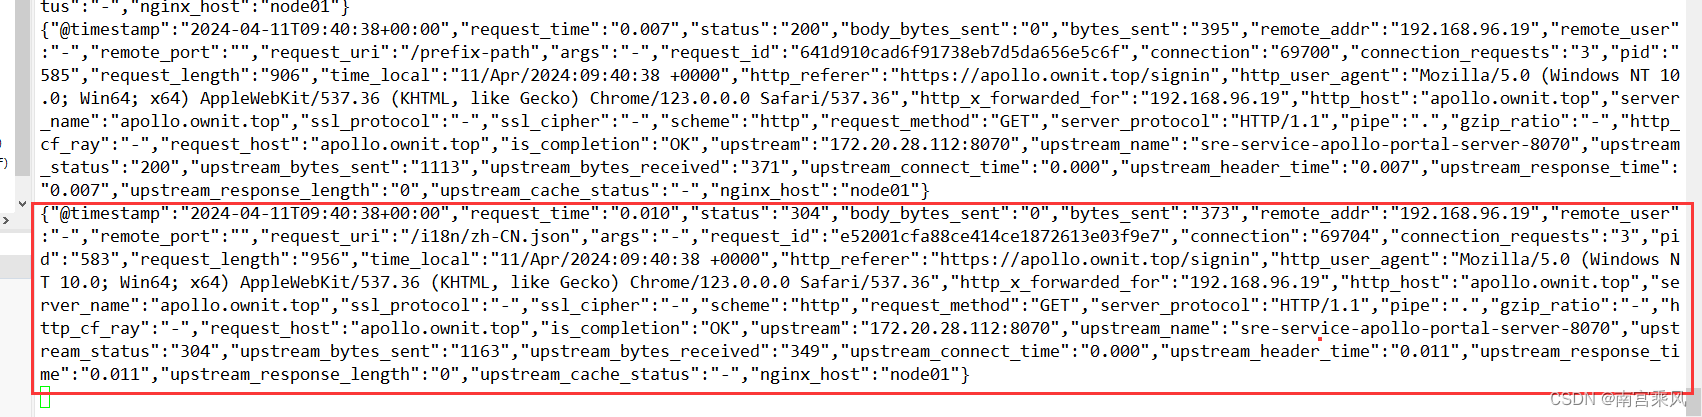 tus":"-","nginx_host":"node01"}
{"@timestamp":"2024-04-11T09:40:38+00:00","request_time":"0.007","status":"200","body_bytes_sent":"0","bytes_sent":"395","remote_addr":"192.168.96.19","remote_user"
:"-","remote_port":"","request_uri":"/prefix-path","args":"-","request_id":"641d910cad6f91738eb7d5da656e5c6f","connection":"69700","connection_requests":"3","pid":"
585","request_length":"906","time_local":"11/Apr/2024:09:40:38 +0000","http_referer":"https://apollo.ownit.top/signin","http_user_agent":"Mozilla/5.0 (Windows NT 10
.0; Win64; x64) AppleWebKit/537.36 (KHTML, like Gecko) Chrome/123.0.0.0 Safari/537.36","http_x_forwarded_for":"192.168.96.19","http_host":"apollo.ownit.top","server
_name":"apollo.ownit.top","ssl_protocol":"-","ssl_cipher":"-","scheme":"http","request_method":"GET","server_protocol":"HTTP/1.1","pipe":".","gzip_ratio":"-","http_
cf_ray":"-","request_host":"apollo.ownit.top","is_completion":"OK","upstream":"172.20.28.112:8070","upstream_name":"sre-service-apollo-portal-server-8070","upstream
_status":"200","upstream_bytes_sent":"1113","upstream_bytes_received":"371","upstream_connect_time":"0.000","upstream_header_time":"0.007","upstream_response_time":
"0.007","upstream_response_length":"0","upstream_cache_status":"-","nginx_host":"node01"}
{"@timestamp":"2024-04-11T09:40:38+00:00","request_time":"0.010","status":"304","body_bytes_sent":"0","bytes_sent":"373","remote_addr":"192.168.96.19","remote_user"
:"-","remote_port":"","request_uri":"/i18n/zh-CN.json","args":"-","request_id":"e52001cfa88ce414ce1872613e03f9e7","connection":"69704","connection_requests":"3","pi
d":"583","request_length":"956","time_local":"11/Apr/2024:09:40:38 +0000","http_referer":"https://apollo.ownit.top/signin","http_user_agent":"Mozilla/5.0 (Windows N
T 10.0; Win64; x64) AppleWebKit/537.36 (KHTML, like Gecko) Chrome/123.0.0.0 Safari/537.36","http_x_forwarded_for":"192.168.96.19","http_host":"apollo.ownit.top","se
rver_name":"apollo.ownit.top","ssl_protocol":"-","ssl_cipher":"-","scheme":"http","request_method":"GET","server_protocol":"HTTP/1.1","pipe":".","gzip_ratio":"-","h
ttp_cf_ray":"-","request_host":"apollo.ownit.top","is_completion":"OK","upstream":"172.20.28.112:8070","upstream_name":"sre-service-apollo-portal-server-8070","upst
ream_status":"304","upstream_bytes_sent":"1163","upstream_bytes_received":"349","upstream_connect_time":"0.000","upstream_header_time":"0.011","upstream_response_ti
me":"0.011","upstream_response_length":"0","upstream_cache_status":"-","nginx_host":"node01"}
CSDN @南宫乘风